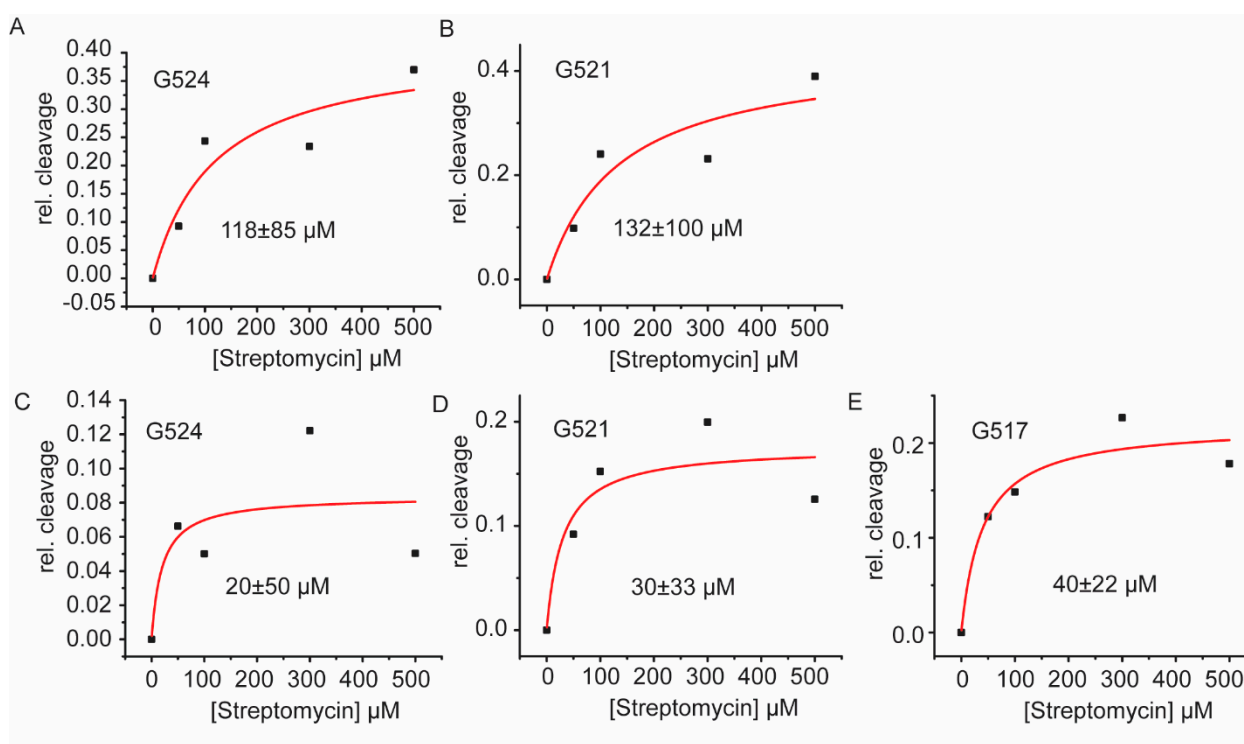 A
G524
rel. cleavage
0.40
0.35
0.30
0.25
0.20
0.15
0.10
0.05
0.00
-0.05
118±85 µM
0 100 200 300 400 500
[Streptomycin] µM
B
G521
rel. cleavage
0.4
0.2
0.0
132±100 µM
0 100 200 300 400 500
[Streptomycin] µM
C
G524
rel. cleavage
0.14
0.12
0.10
0.08
0.06
0.04
0.02
0.00
20±50 µM
0 100 200 300 400 500
[Streptomycin] µM
D
G521
rel. cleavage
0.2
0.1
0.0
30±33 µM
0 100 200 300 400 500
[Streptomycin] µM
E
G517
rel. cleavage
0.2
0.1
0.0
40±22 µM
0 100 200 300 400 500
[Streptomycin] µM